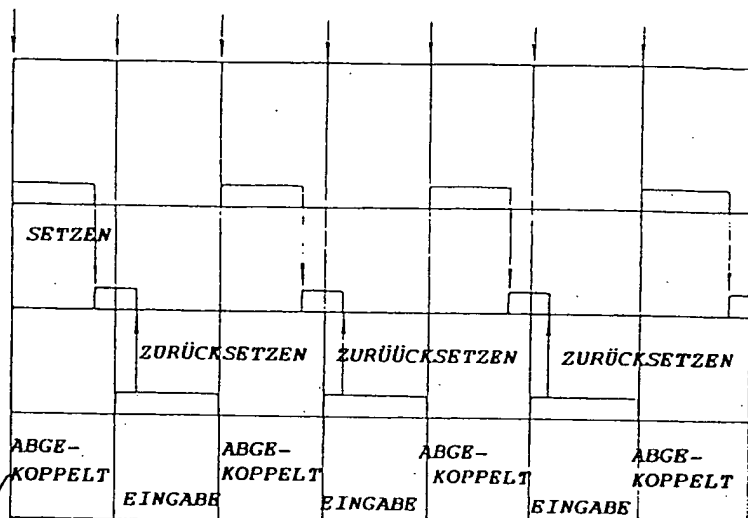 SETZEN
ZURÜCKSETZEN ZURÜÜCKSETZEN ZURÜCKSETZEN
ABGE- ABGE- ABGE- ABGE-
KOPPELT KOPPELT KOPPELT KOPPELT
EINGABE EINGABE EINGABE